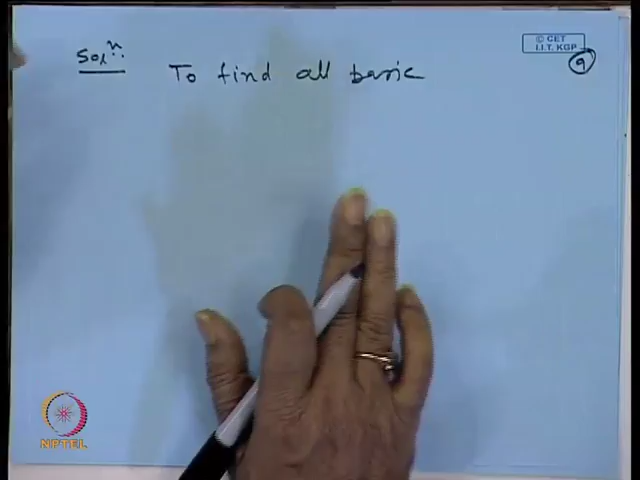 Solⁿ. To find all basic
© CET
I.I.T. KGP
9
NPTEL